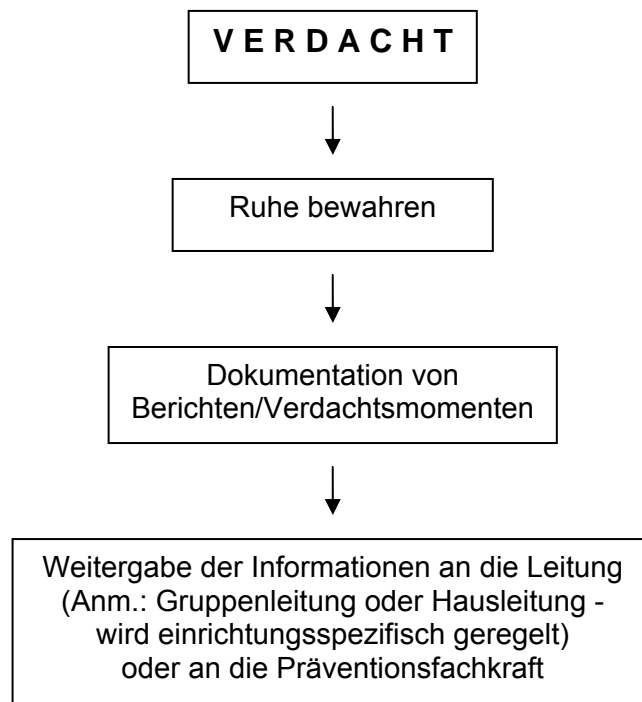 VERDACHT
Ruhe bewahren
Dokumentation von
Berichten/Verdachtsmomenten
Weitergabe der Informationen an die Leitung
(Anm.: Gruppenleitung oder Hausleitung -
wird einrichtungsspezifisch geregelt)
oder an die Präventionsfachkraft